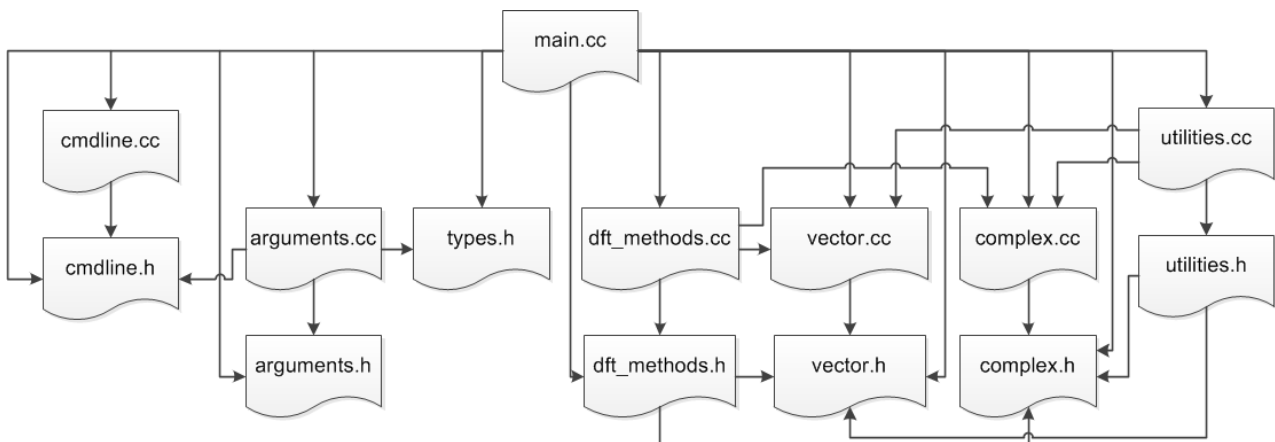 main.cc
cmdline.cc
utilities.cc
arguments.cc
types.h
dft_methods.cc
vector.cc
complex.cc
cmdline.h
utilities.h
arguments.h
dft_methods.h
vector.h
complex.h